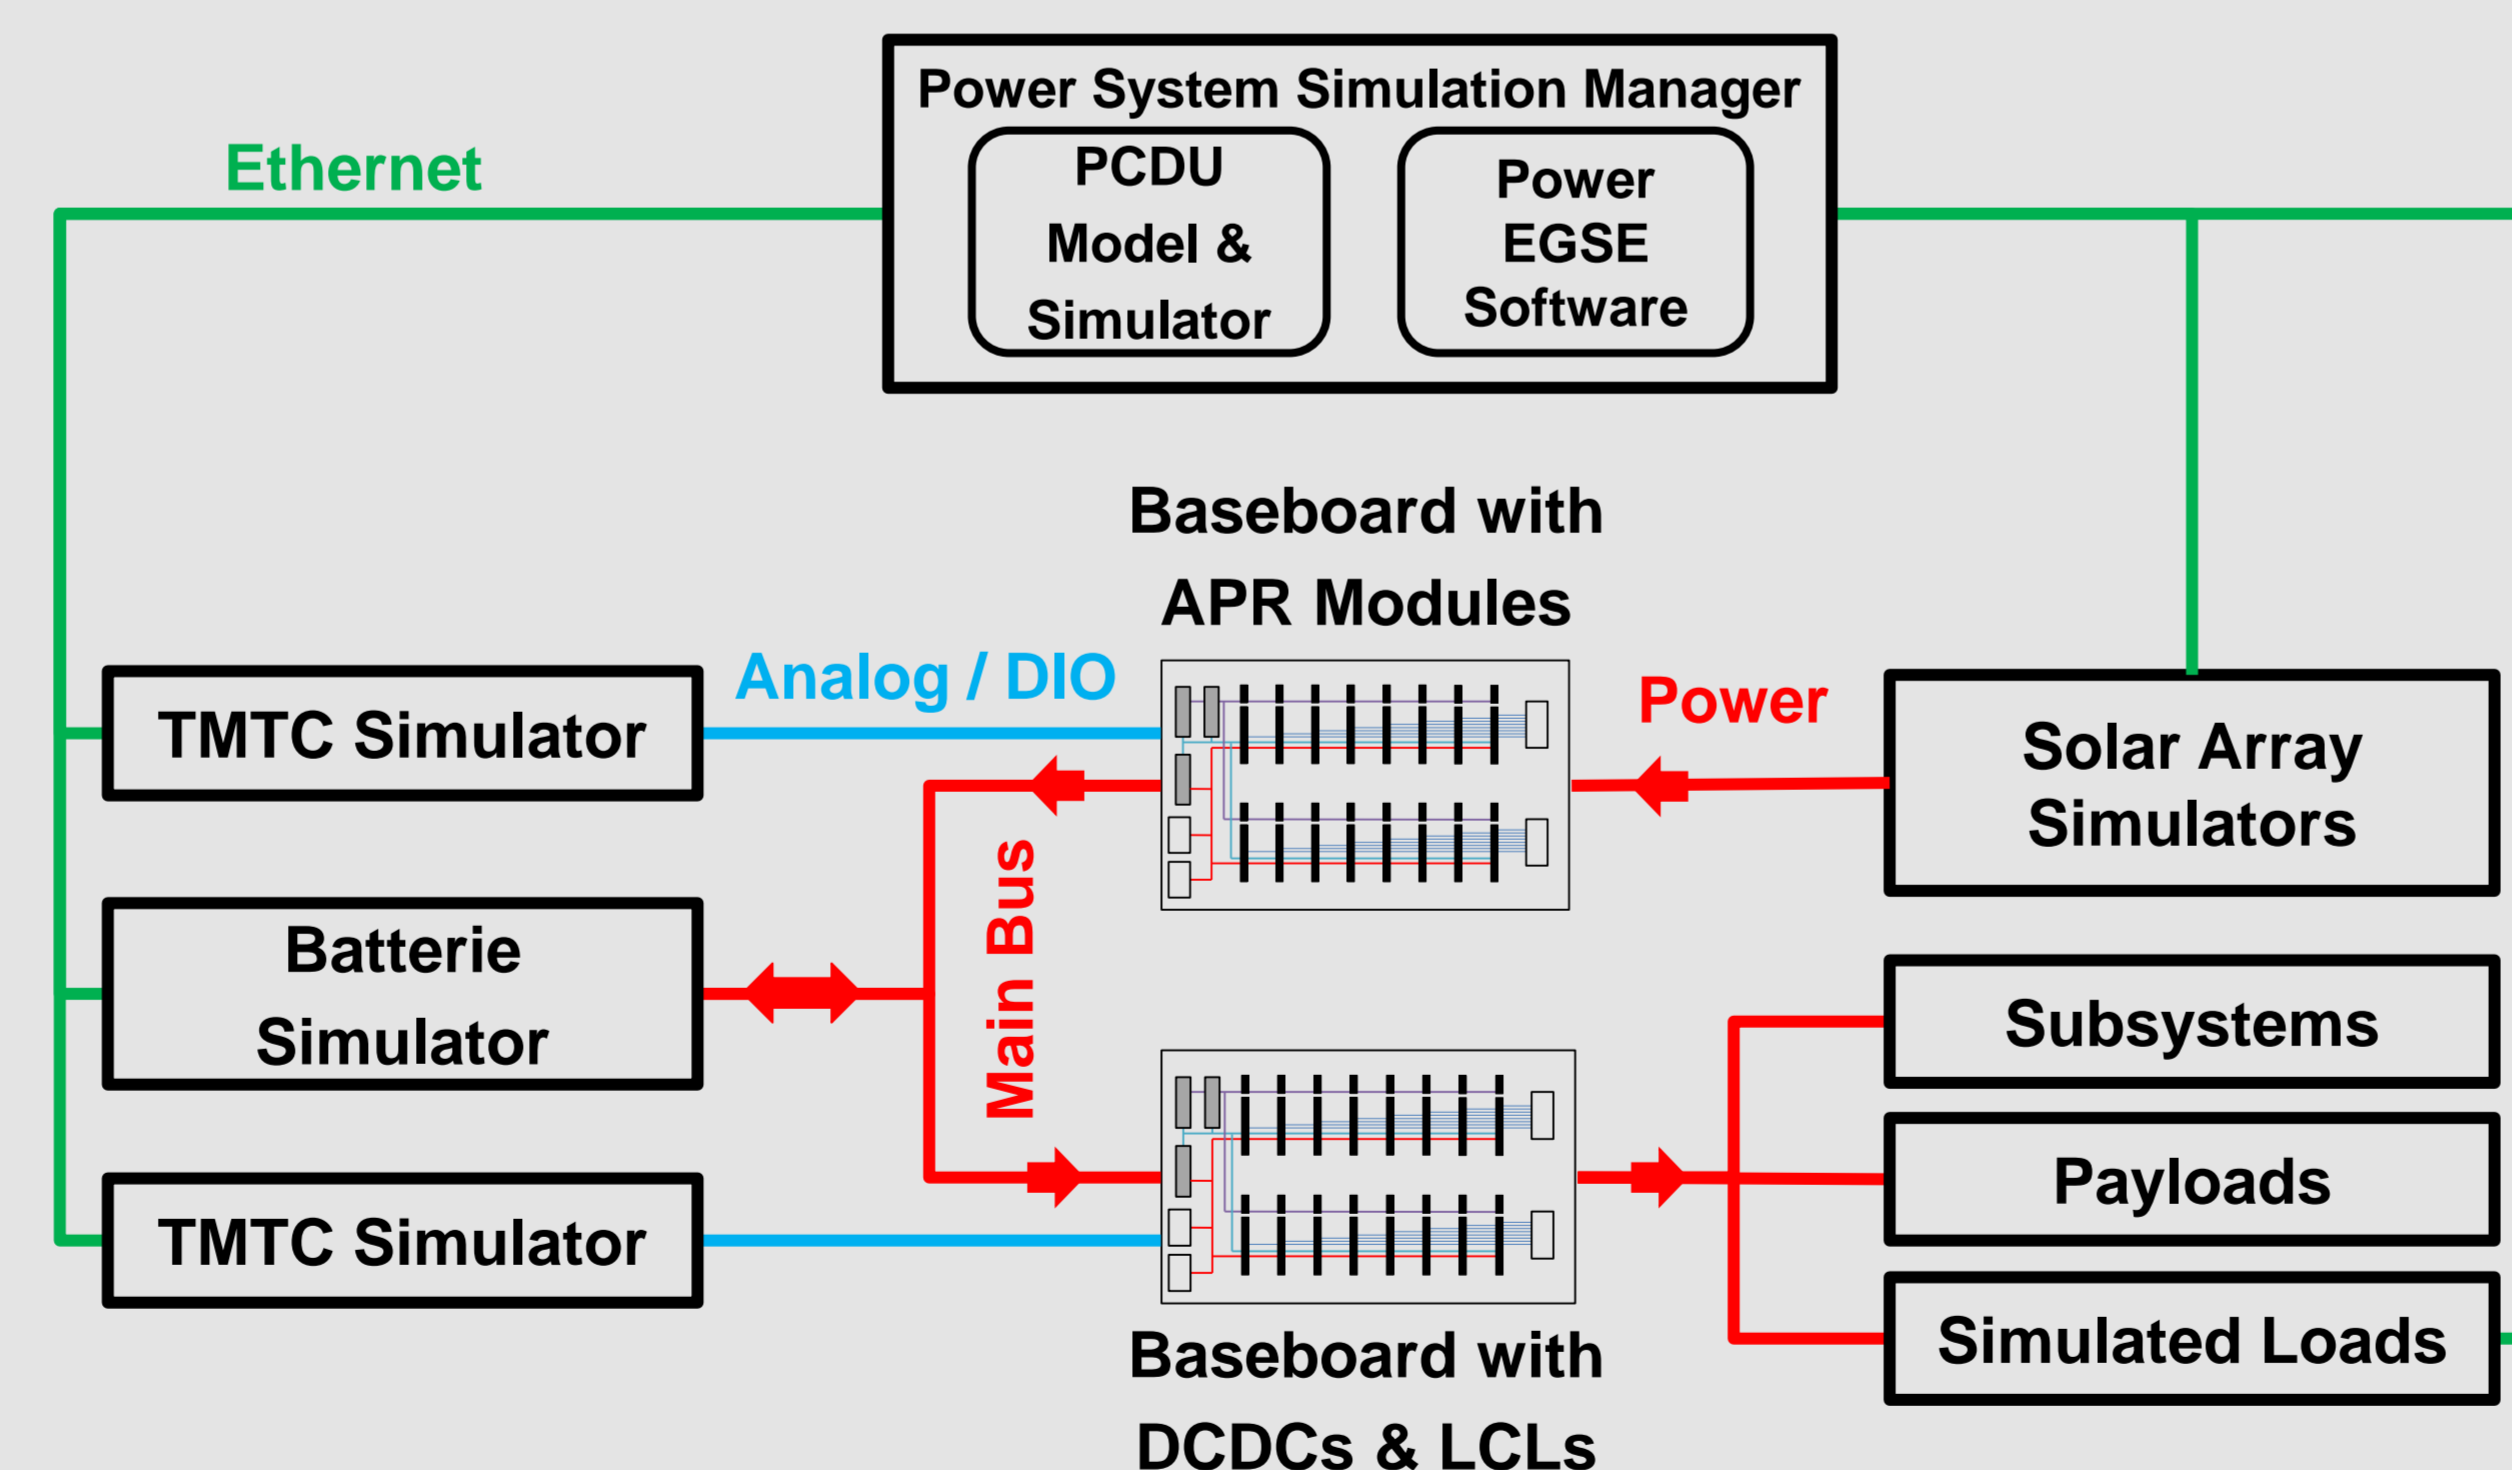 Power System Simulation Manager
PCDU
Model &
Simulator
Power
EGSE
Software
Ethernet
Baseboard with
APR Modules
Analog / DIO
Power
TMTC Simulator
Solar Array
Simulators
Main Bus
Batterie
Simulator
Subsystems
Payloads
TMTC Simulator
Simulated Loads
Baseboard with
DCDCs & LCLs